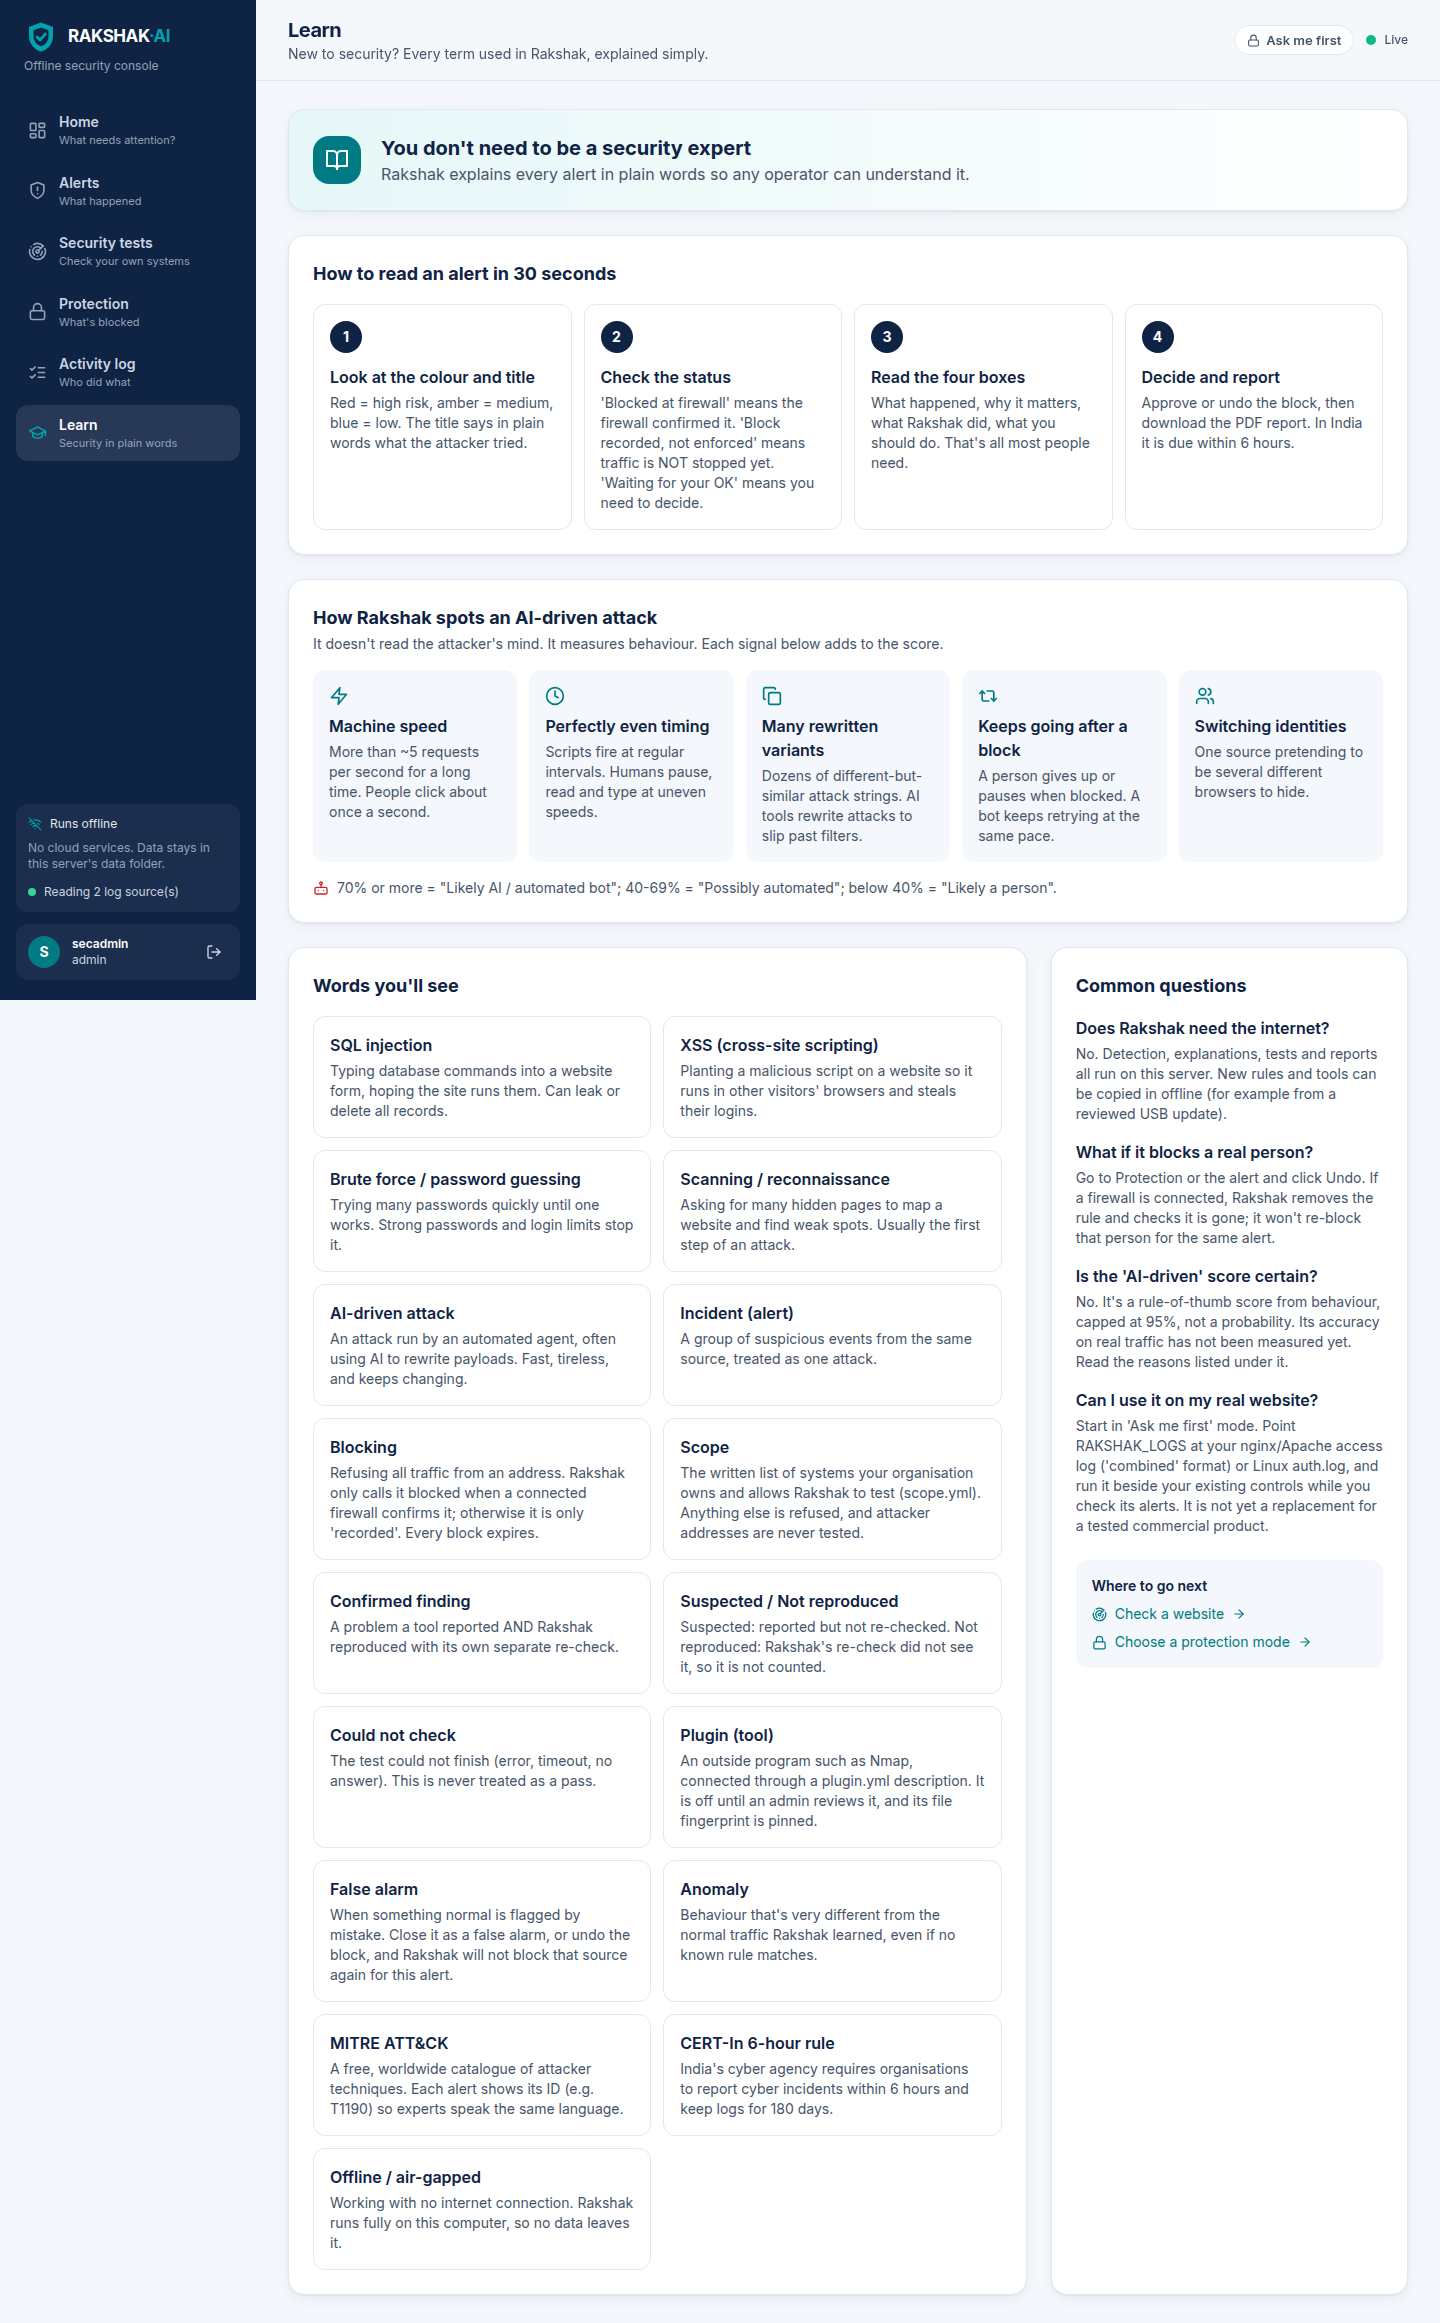 RAKSHAK·AI
Offline security console
Home
What needs attention?
Alerts
What happened
Security tests
Check your own systems
Protection
What's blocked
Activity log
Who did what
Learn
Security in plain words
Runs offline
No cloud services. Data stays in
this server's data folder.
Reading 2 log source(s)
S
secadmin
admin
Learn
New to security? Every term used in Rakshak, explained simply.
Ask me first
Live
You don't need to be a security expert
Rakshak explains every alert in plain words so any operator can understand it.
How to read an alert in 30 seconds
1
Look at the colour and title
Red = high risk, amber = medium,
blue = low. The title says in plain
words what the attacker tried.
2
Check the status
'Blocked at firewall' means the
firewall confirmed it. 'Block
recorded, not enforced' means
traffic is NOT stopped yet.
'Waiting for your OK' means you
need to decide.
3
Read the four boxes
What happened, why it matters,
what Rakshak did, what you
should do. That's all most people
need.
4
Decide and report
Approve or undo the block, then
download the PDF report. In India
it is due within 6 hours.
How Rakshak spots an AI-driven attack
It doesn't read the attacker's mind. It measures behaviour. Each signal below adds to the score.
Machine speed
More than ~5 requests
per second for a long
time. People click about
once a second.
Perfectly even timing
Scripts fire at regular
intervals. Humans pause,
read and type at uneven
speeds.
Many rewritten
variants
Dozens of different-but-
similar attack strings. AI
tools rewrite attacks to
slip past filters.
Keeps going after a
block
A person gives up or
pauses when blocked. A
bot keeps retrying at the
same pace.
Switching identities
One source pretending to
be several different
browsers to hide.
70% or more = "Likely AI / automated bot"; 40-69% = "Possibly automated"; below 40% = "Likely a person".
Words you'll see
SQL injection
Typing database commands into a website
form, hoping the site runs them. Can leak or
delete all records.
XSS (cross-site scripting)
Planting a malicious script on a website so it
runs in other visitors' browsers and steals
their logins.
Brute force / password guessing
Trying many passwords quickly until one
works. Strong passwords and login limits stop
it.
Scanning / reconnaissance
Asking for many hidden pages to map a
website and find weak spots. Usually the first
step of an attack.
AI-driven attack
An attack run by an automated agent, often
using AI to rewrite payloads. Fast, tireless,
and keeps changing.
Incident (alert)
A group of suspicious events from the same
source, treated as one attack.
Blocking
Refusing all traffic from an address. Rakshak
only calls it blocked when a connected
firewall confirms it; otherwise it is only
'recorded'. Every block expires.
Scope
The written list of systems your organisation
owns and allows Rakshak to test (scope.yml).
Anything else is refused, and attacker
addresses are never tested.
Confirmed finding
A problem a tool reported AND Rakshak
reproduced with its own separate re-check.
Suspected / Not reproduced
Suspected: reported but not re-checked. Not
reproduced: Rakshak's re-check did not see
it, so it is not counted.
Could not check
The test could not finish (error, timeout, no
answer). This is never treated as a pass.
Plugin (tool)
An outside program such as Nmap,
connected through a plugin.yml description. It
is off until an admin reviews it, and its file
fingerprint is pinned.
False alarm
When something normal is flagged by
mistake. Close it as a false alarm, or undo the
block, and Rakshak will not block that source
again for this alert.
Anomaly
Behaviour that's very different from the
normal traffic Rakshak learned, even if no
known rule matches.
MITRE ATT&CK
A free, worldwide catalogue of attacker
techniques. Each alert shows its ID (e.g.
T1190) so experts speak the same language.
CERT-In 6-hour rule
India's cyber agency requires organisations
to report cyber incidents within 6 hours and
keep logs for 180 days.
Offline / air-gapped
Working with no internet connection. Rakshak
runs fully on this computer, so no data leaves
it.
Common questions
Does Rakshak need the internet?
No. Detection, explanations, tests and reports
all run on this server. New rules and tools can
be copied in offline (for example from a
reviewed USB update).
What if it blocks a real person?
Go to Protection or the alert and click Undo. If
a firewall is connected, Rakshak removes the
rule and checks it is gone; it won't re-block
that person for the same alert.
Is the 'AI-driven' score certain?
No. It's a rule-of-thumb score from behaviour,
capped at 95%, not a probability. Its accuracy
on real traffic has not been measured yet.
Read the reasons listed under it.
Can I use it on my real website?
Start in 'Ask me first' mode. Point
RAKSHAK_LOGS at your nginx/Apache access
log ('combined' format) or Linux auth.log, and
run it beside your existing controls while you
check its alerts. It is not yet a replacement for
a tested commercial product.
Where to go next
Check a website
Choose a protection mode